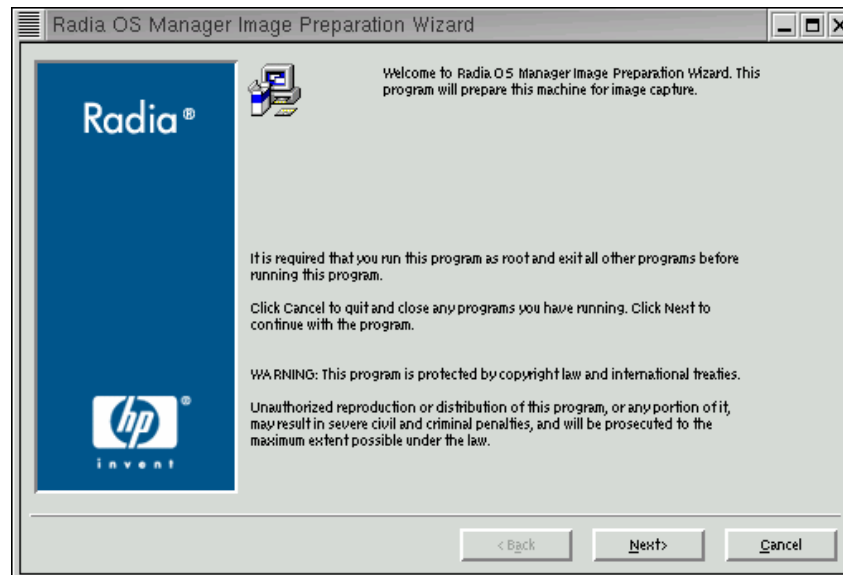 Radia OS Manager Image Preparation Wizard
Radia®
Welcome to Radia OS Manager Image Preparation Wizard. This
program will prepare this machine for image capture.
It is required that you run this program as root and exit all other programs before
running this program.
Click Cancel to quit and close any programs you have running. Click Next to
continue with the program.
WARNING: This program is protected by copyright law and international treaties.
Unauthorized reproduction or distribution of this program, or any portion of it,
may result in severe civil and criminal penalties, and will be prosecuted to the
maximum extent possible under the law.
hp®
invent
<Back
Next>
Cancel